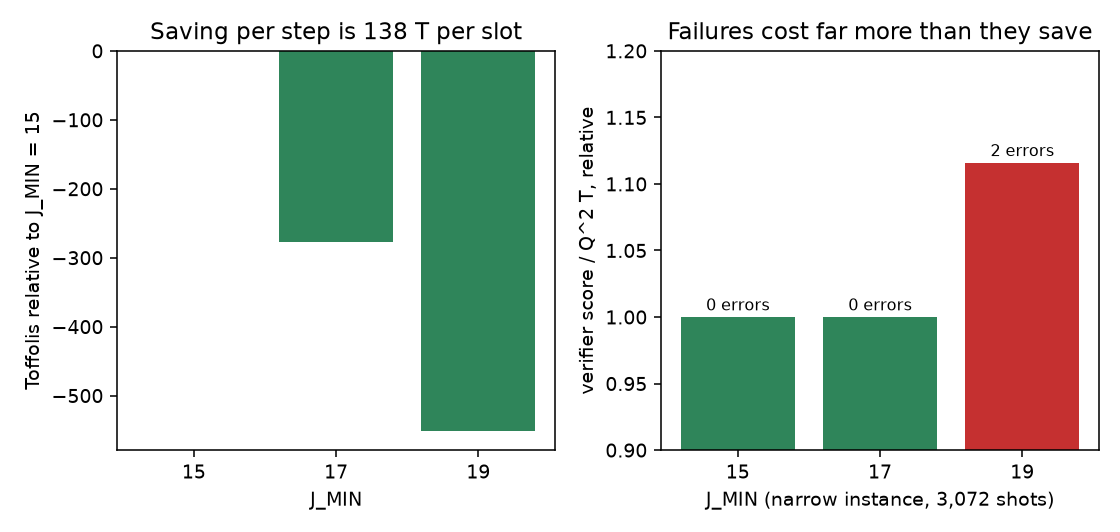 Saving per step is 138 T per slot
Toffolis relative to J_MIN = 15
0
−100
−200
−300
−400
−500
15
17
19
J_MIN
Failures cost far more than they save
verifier score / Q^2 T, relative
1.20
1.15
1.10
1.05
1.00
0.95
0.90
0 errors
0 errors
2 errors
15
17
19
J_MIN (narrow instance, 3,072 shots)